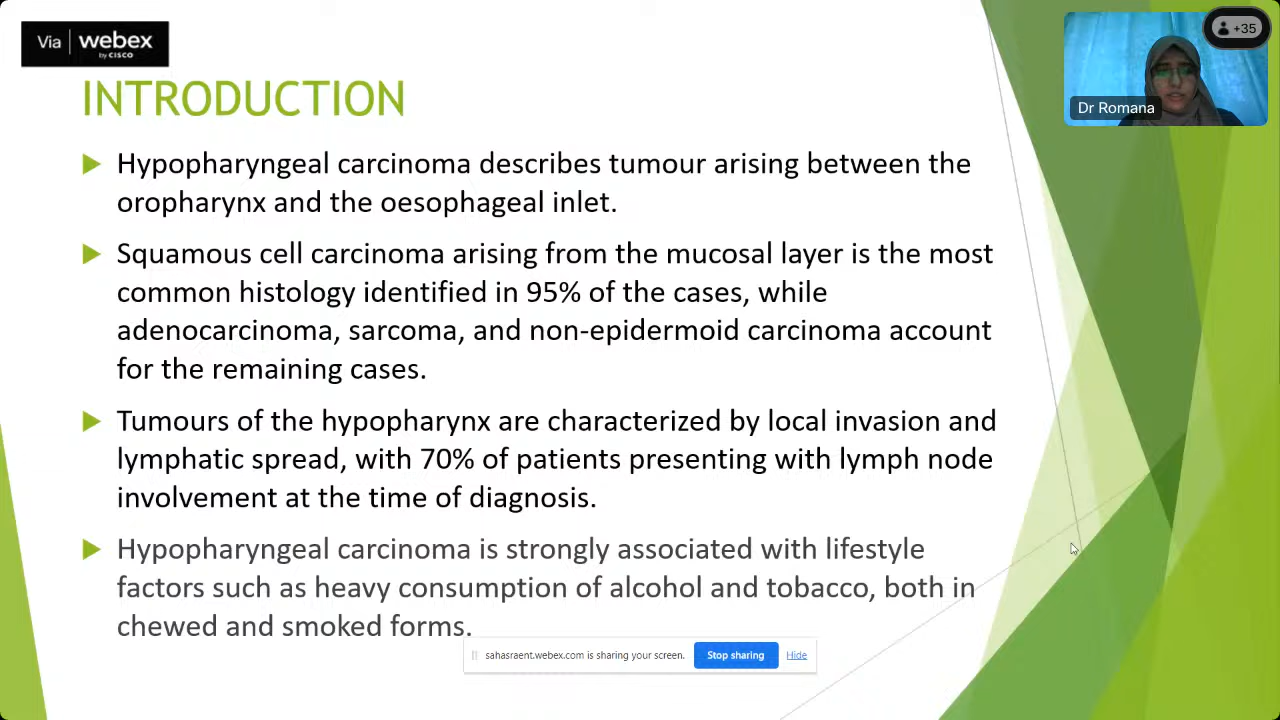 Via webex
by CISCO
+35
Dr Romana
INTRODUCTION
Hypopharyngeal carcinoma describes tumour arising between the
oropharynx and the oesophageal inlet.
Squamous cell carcinoma arising from the mucosal layer is the most
common histology identified in 95% of the cases, while
adenocarcinoma, sarcoma, and non-epidermoid carcinoma account
for the remaining cases.
Tumours of the hypopharynx are characterized by local invasion and
lymphatic spread, with 70% of patients presenting with lymph node
involvement at the time of diagnosis.
Hypopharyngeal carcinoma is strongly associated with lifestyle
factors such as heavy consumption of alcohol and tobacco, both in
chewed and smoked forms.
sahasraent.webex.com is sharing your screen. Stop sharing Hide